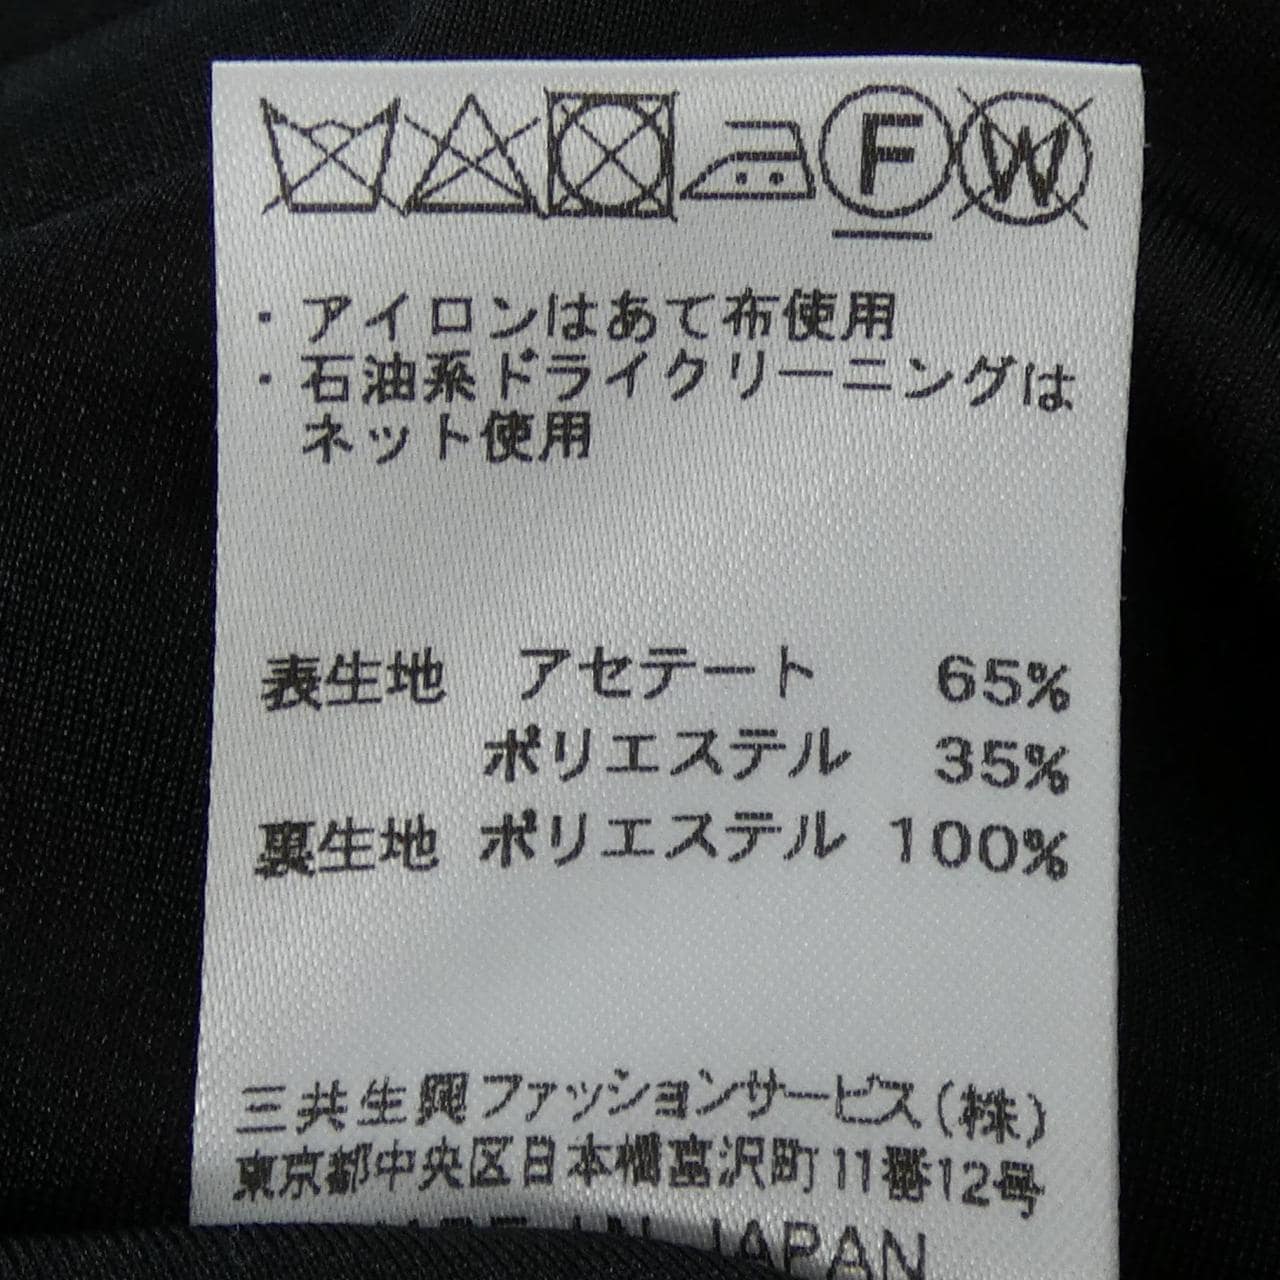 F W
・アイロンはあて布使用
・石油系ドライクリーニングは
ネット使用
表生地 アセテート 65%
ポリエステル 35%
裏生地 ポリエステル 100%
三共生興ファッションサービス(株)
東京都中央区日本橋富沢町11番12号
MADE IN JAPAN